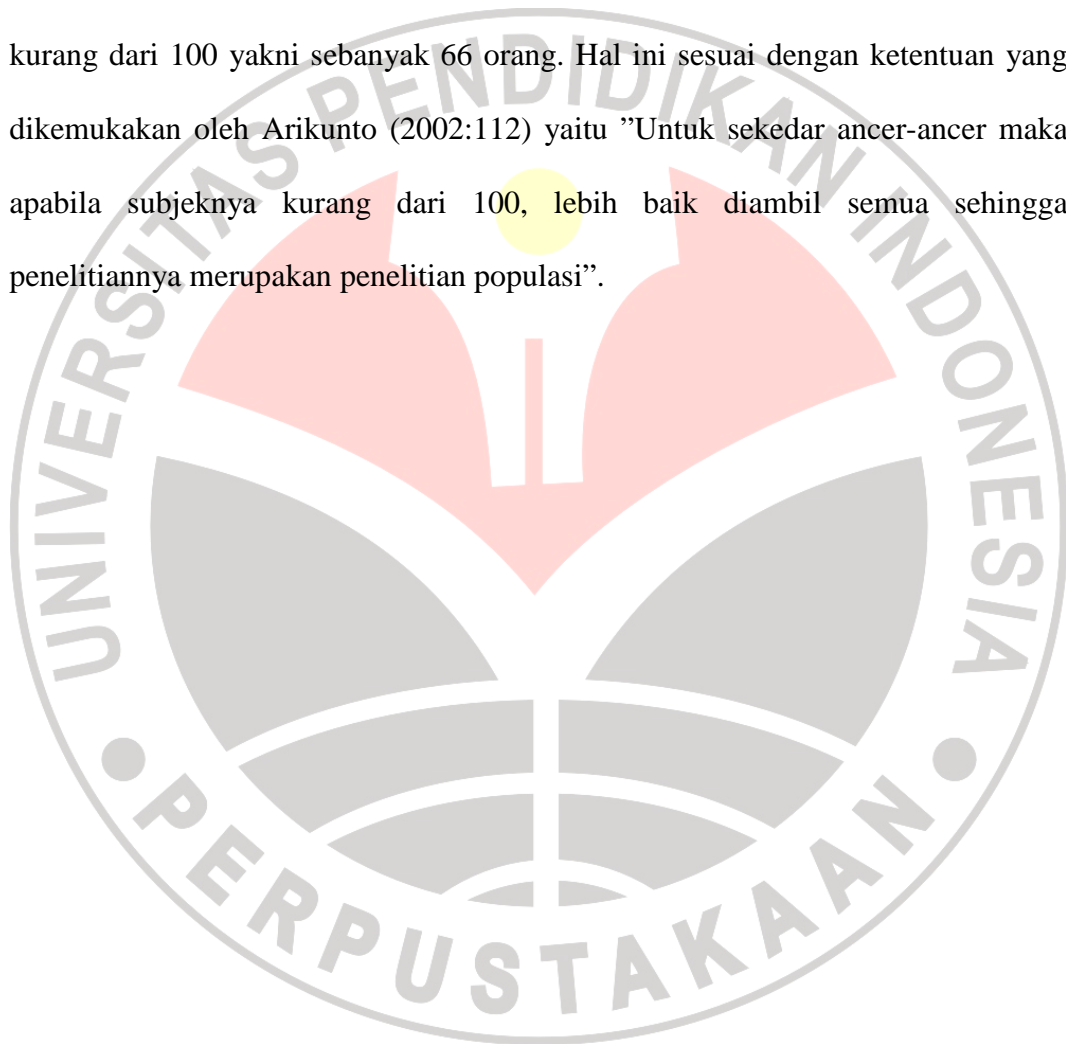 kurang dari 100 yakni sebanyak 66 orang. Hal ini sesuai dengan ketentuan yang
dikemukakan oleh Arikunto (2002:112) yaitu ”Untuk sekedar ancer-ancer maka
apabila subjeknya kurang dari 100, lebih baik diambil semua sehingga
penelitiannya merupakan penelitian populasi”.
UNIVERSITAS PENDIDIKAN INDONESIA
PERPUSTAKAAN